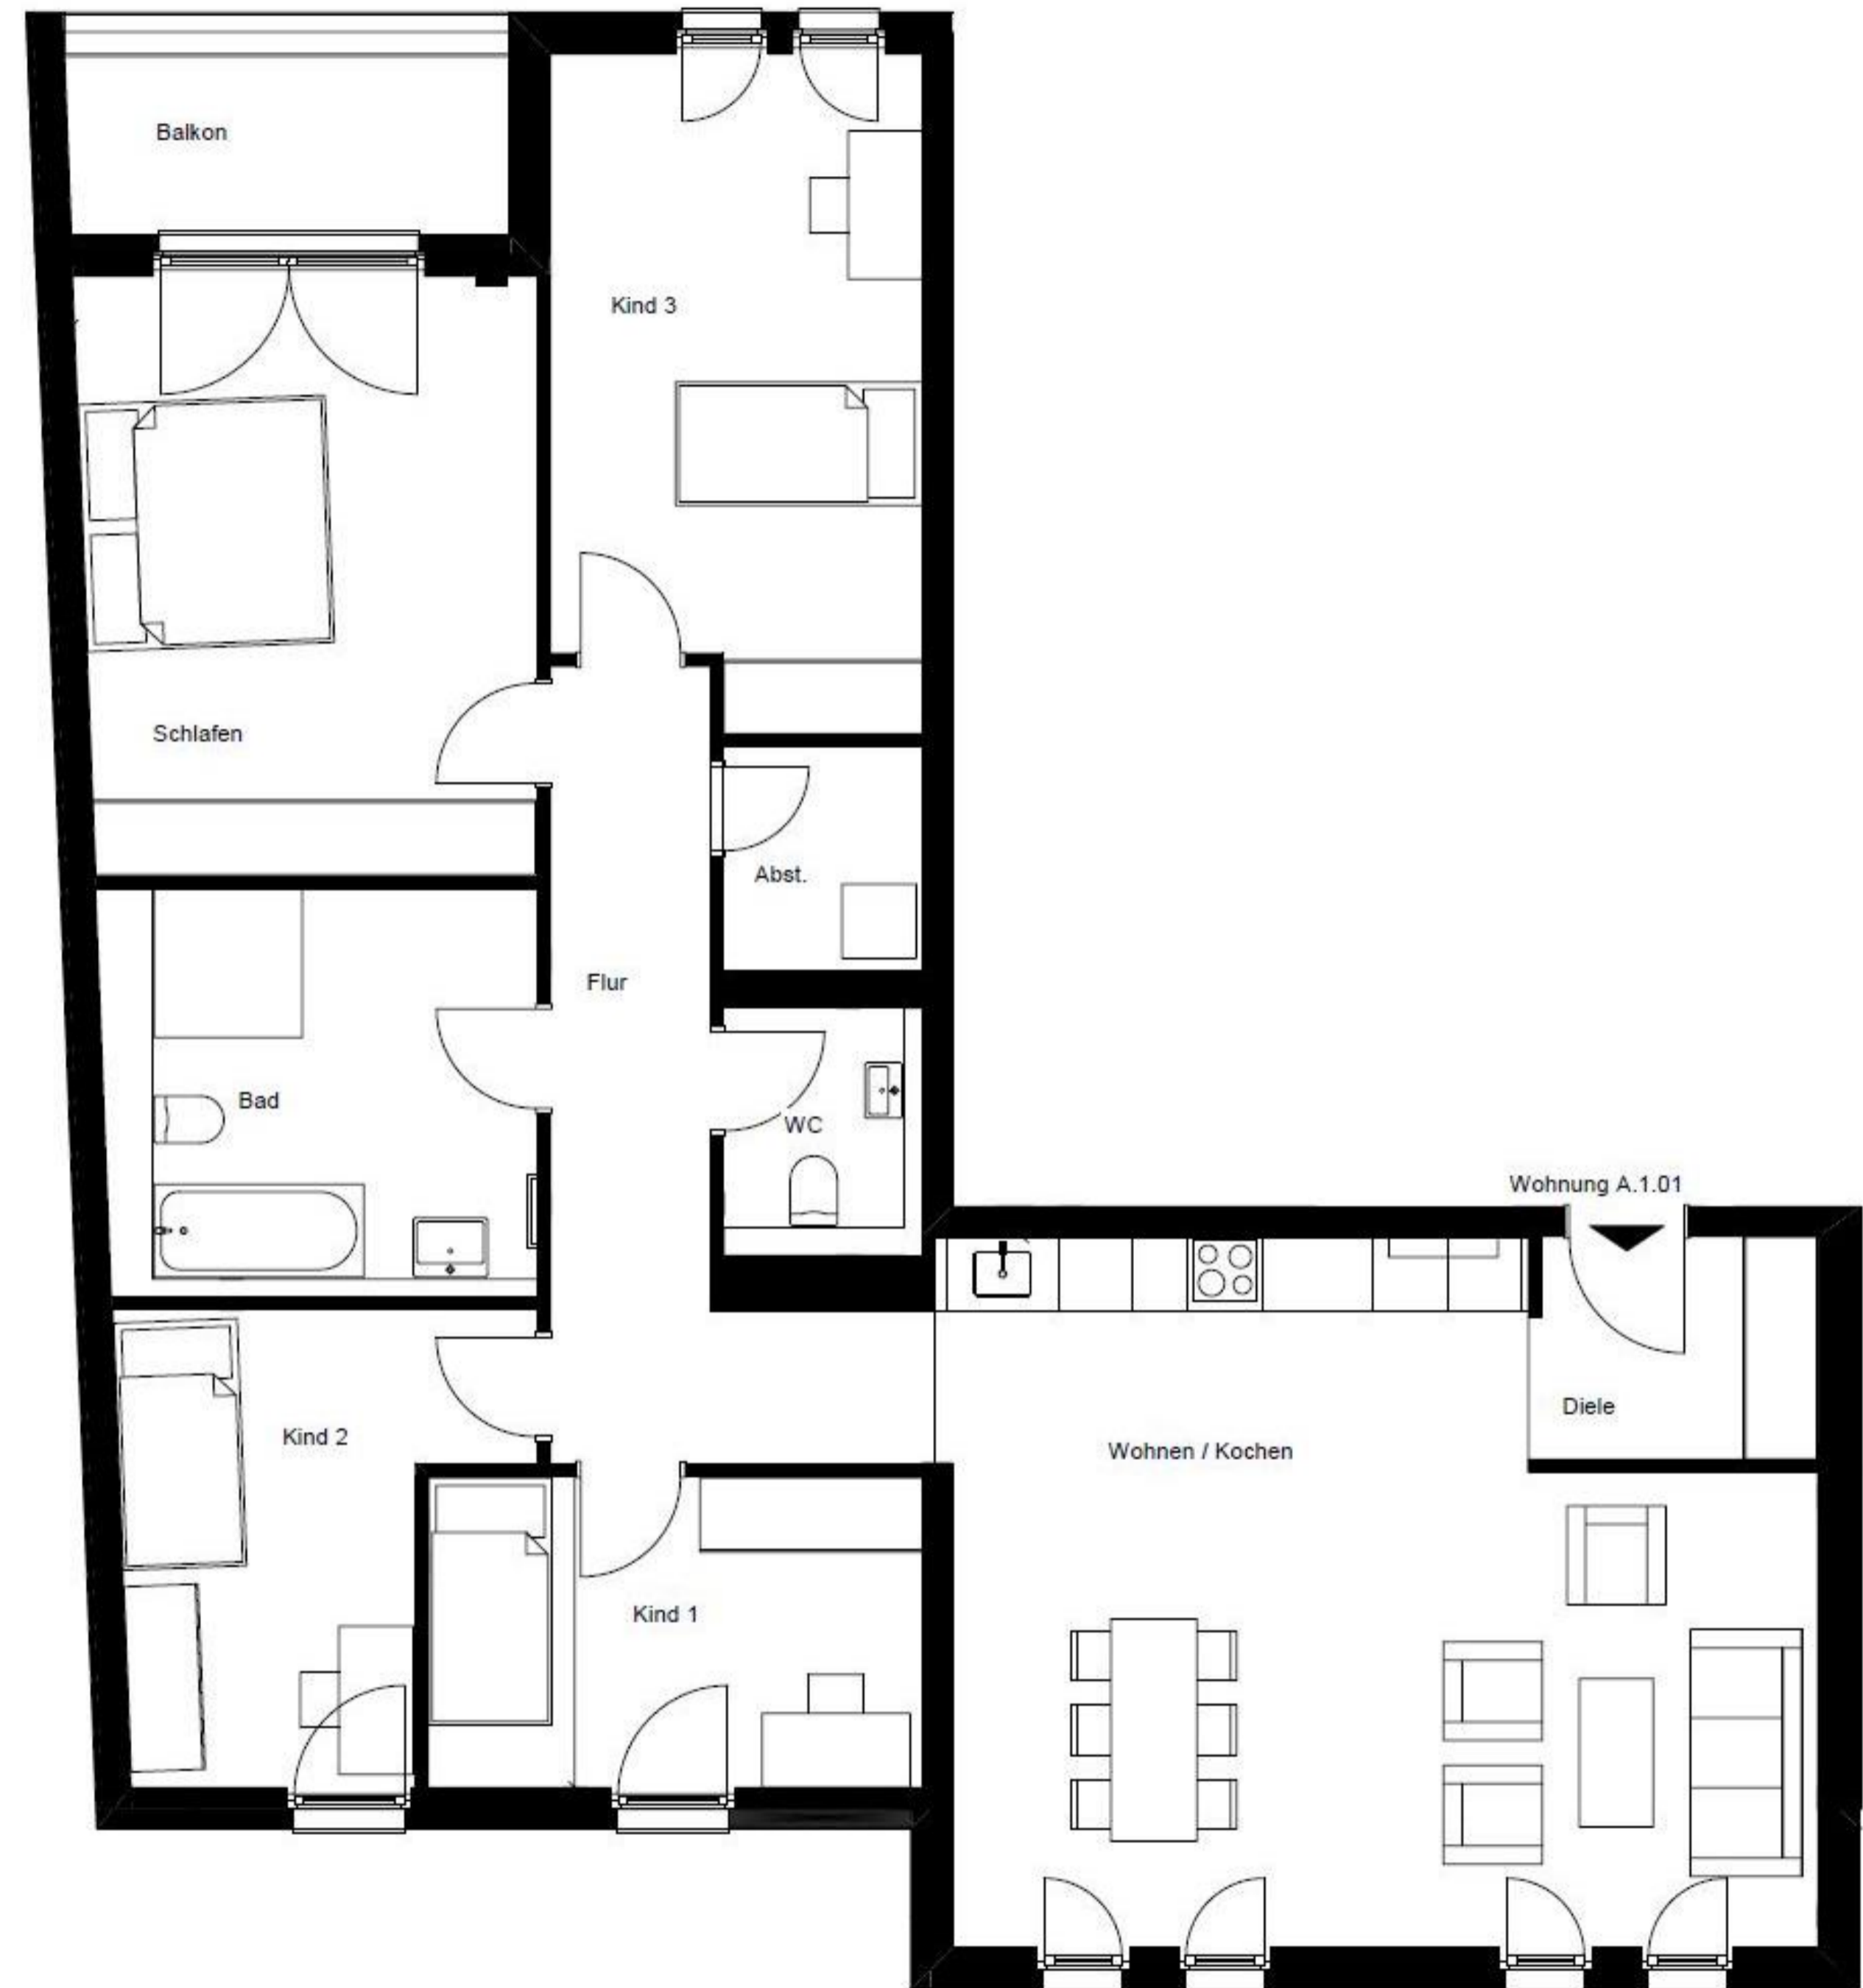 Balkon
Kind 3
Schlafen
Abst.
Flur
Bad
WC
Wohnung A.1.01
Diele
Kind 2
Wohnen / Kochen
Kind 1